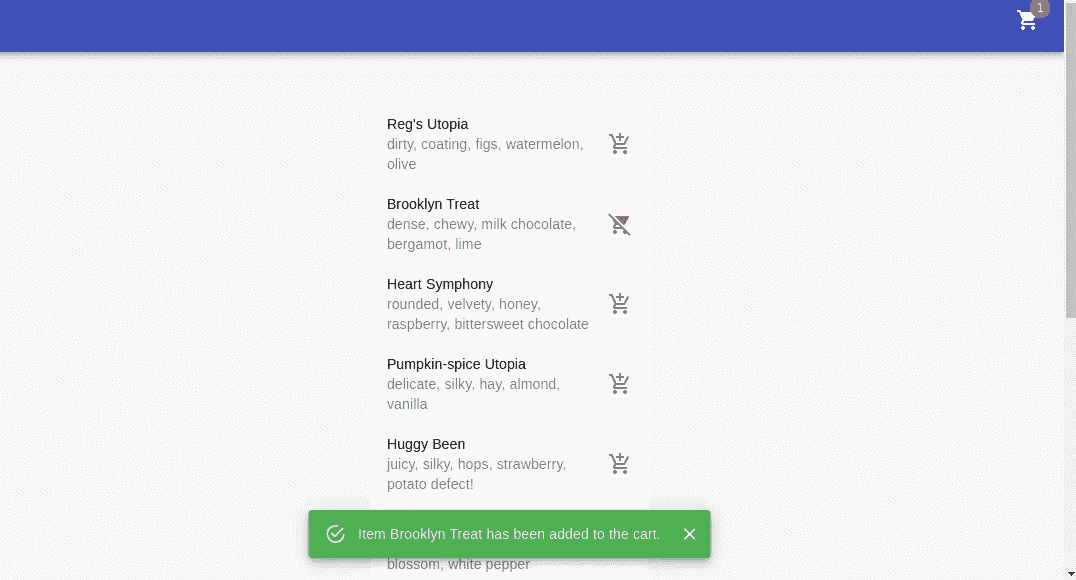 1
Reg's Utopia
dirty, coating, figs, watermelon,
olive
Brooklyn Treat
dense, chewy, milk chocolate,
bergamot, lime
Heart Symphony
rounded, velvety, honey,
raspberry, bittersweet chocolate
Pumpkin-spice Utopia
delicate, silky, hay, almond,
vanilla
Huggy Been
juicy, silky, hops, strawberry,
potato defect!
Item Brooklyn Treat has been added to the cart.
blossom, white pepper